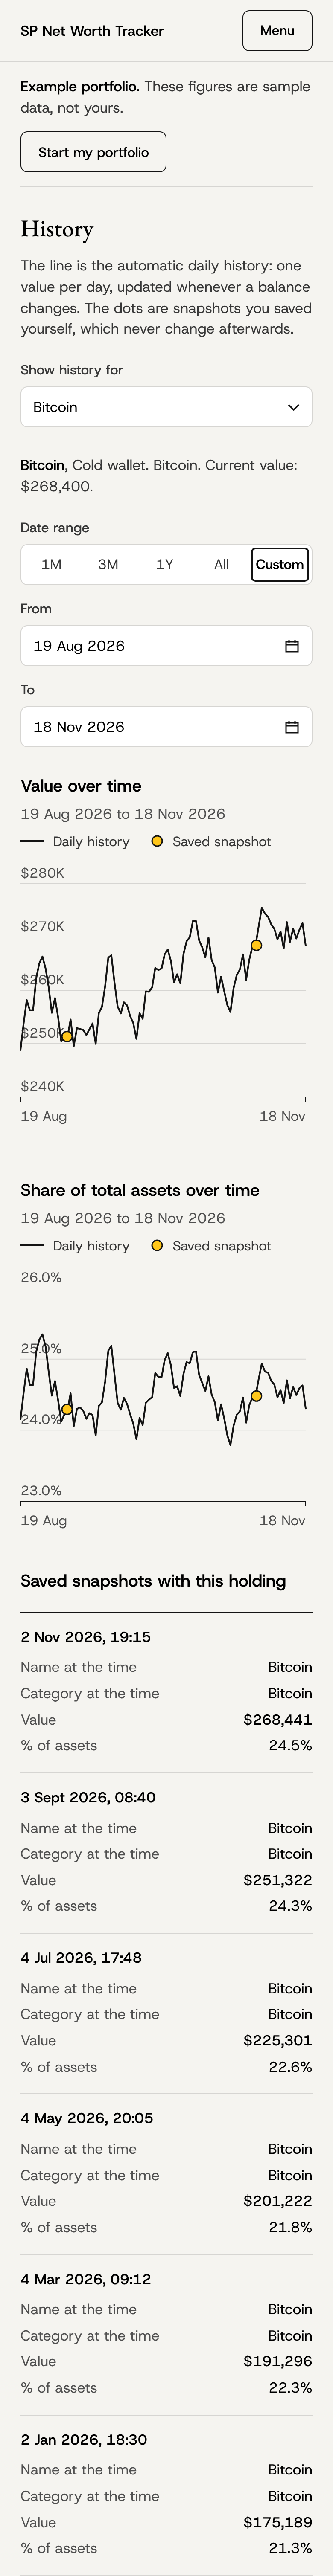 SP Net Worth Tracker
Menu
Example portfolio. These figures are sample
data, not yours.
Start my portfolio
History
The line is the automatic daily history: one
value per day, updated whenever a balance
changes. The dots are snapshots you saved
yourself, which never change afterwards.
Show history for
Bitcoin
Bitcoin, Cold wallet. Bitcoin. Current value:
$268,400.
Date range
1M 3M 1Y All Custom
From
19 Aug 2026
To
18 Nov 2026
Value over time
19 Aug 2026 to 18 Nov 2026
Daily history Saved snapshot
$280K
$270K
$260K
$250K
$240K
19 Aug 18 Nov
Share of total assets over time
19 Aug 2026 to 18 Nov 2026
Daily history Saved snapshot
26.0%
25.0%
24.0%
23.0%
19 Aug 18 Nov
Saved snapshots with this holding
2 Nov 2026, 19:15
Name at the time Bitcoin
Category at the time Bitcoin
Value $268,441
% of assets 24.5%
3 Sept 2026, 08:40
Name at the time Bitcoin
Category at the time Bitcoin
Value $251,322
% of assets 24.3%
4 Jul 2026, 17:48
Name at the time Bitcoin
Category at the time Bitcoin
Value $225,301
% of assets 22.6%
4 May 2026, 20:05
Name at the time Bitcoin
Category at the time Bitcoin
Value $201,222
% of assets 21.8%
4 Mar 2026, 09:12
Name at the time Bitcoin
Category at the time Bitcoin
Value $191,296
% of assets 22.3%
2 Jan 2026, 18:30
Name at the time Bitcoin
Category at the time Bitcoin
Value $175,189
% of assets 21.3%